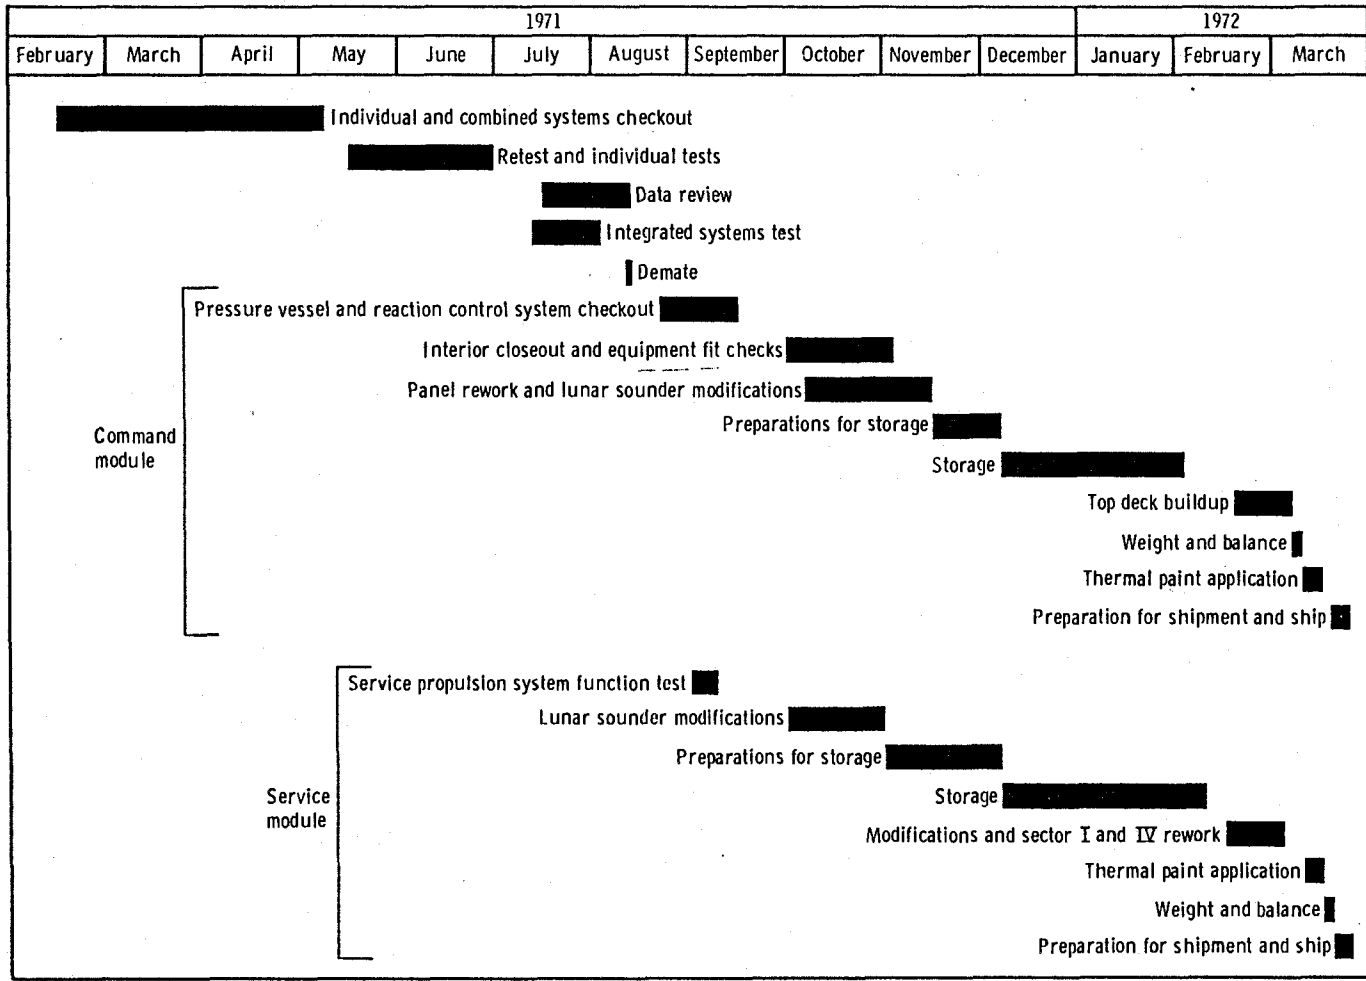 1971 1972
February March April May June July August September October November December January February March
Individual and combined systems checkout
Retest and individual tests
Data review
Integrated systems test
Demate
Pressure vessel and reaction control system checkout
Interior closeout and equipment fit checks
Panel rework and lunar sounder modifications
Preparations for storage
Command
module
Storage
Top deck buildup
Weight and balance
Thermal paint application
Preparation for shipment and ship
Service propulsion system function test
Lunar sounder modifications
Preparations for storage
Service
module
Storage
Modifications and sector I and IV rework
Thermal paint application
Weight and balance
Preparation for shipment and ship